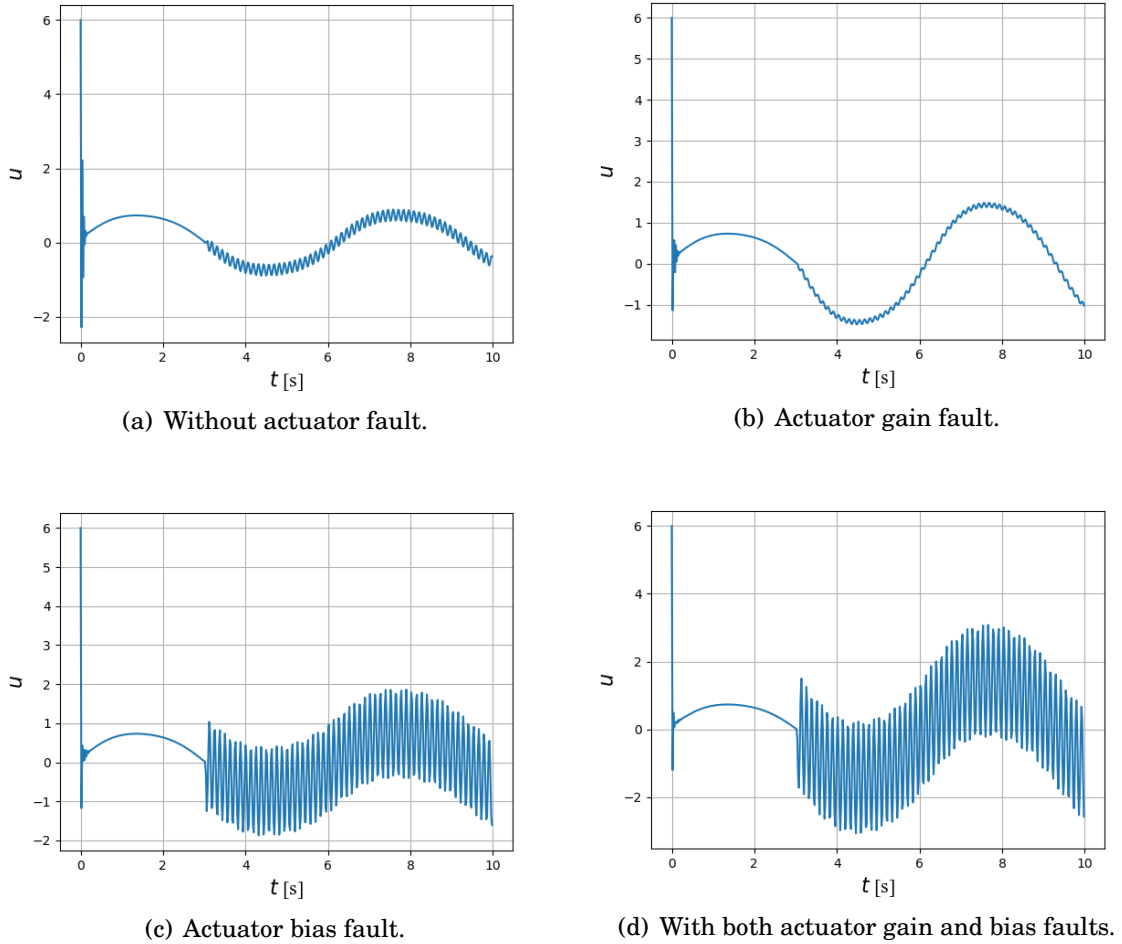 6
4
2
0
−2
u
0 2 4 6 8 10
t [s]
(a) Without actuator fault.
6
5
4
3
2
1
0
−1
u
0 2 4 6 8 10
t [s]
(b) Actuator gain fault.
6
5
4
3
2
1
0
−1
−2
u
0 2 4 6 8 10
t [s]
(c) Actuator bias fault.
6
4
2
0
−2
u
0 2 4 6 8 10
t [s]
(d) With both actuator gain and bias faults.